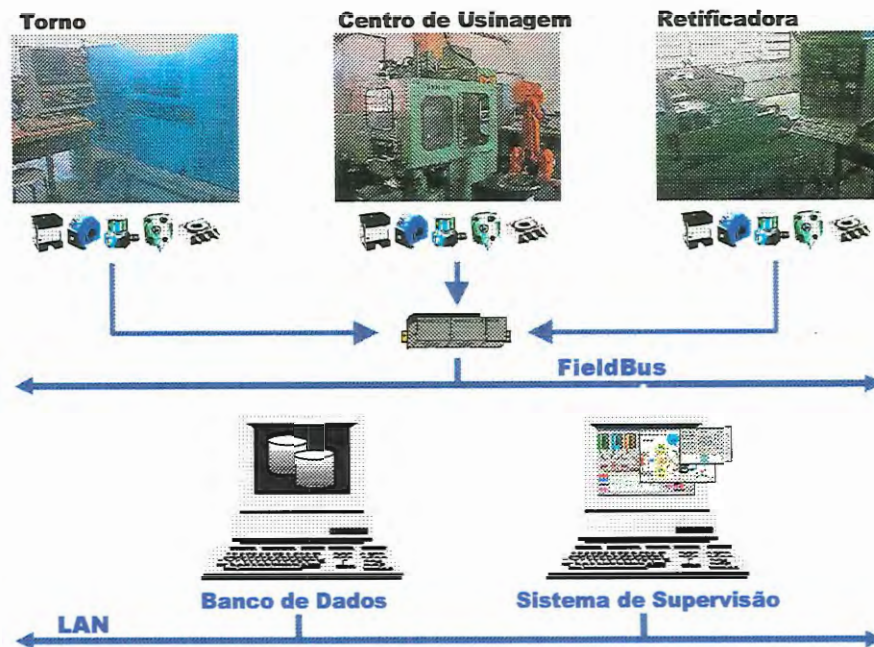 Torno
Centro de Usinagem
Retificadora
FieldBus
Banco de Dados
Sistema de Supervisão
LAN